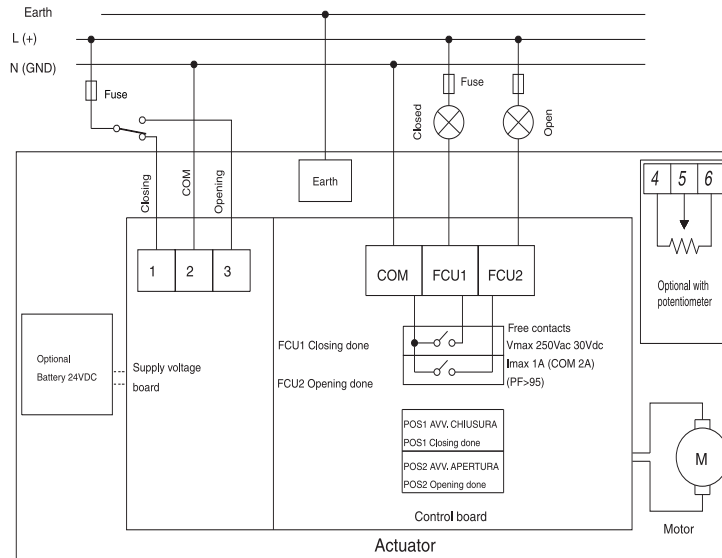 Earth
L (+)
N (GND)
Fuse
Fuse
Closed
Open
Closing
COM
Opening
Earth
4 5 6
Optional with
potentiometer
1 2 3
COM FCU1 FCU2
Optional
Battery 24VDC
Supply voltage
board
FCU1 Closing done
FCU2 Opening done
Free contacts
Vmax 250Vac 30Vdc
Imax 1A (COM 2A)
(PF>95)
POS1 AVV. CHIUSURA
POS1 Closing done
POS2 AVV. APERTURA
POS2 Opening done
Control board
M
Motor
Actuator